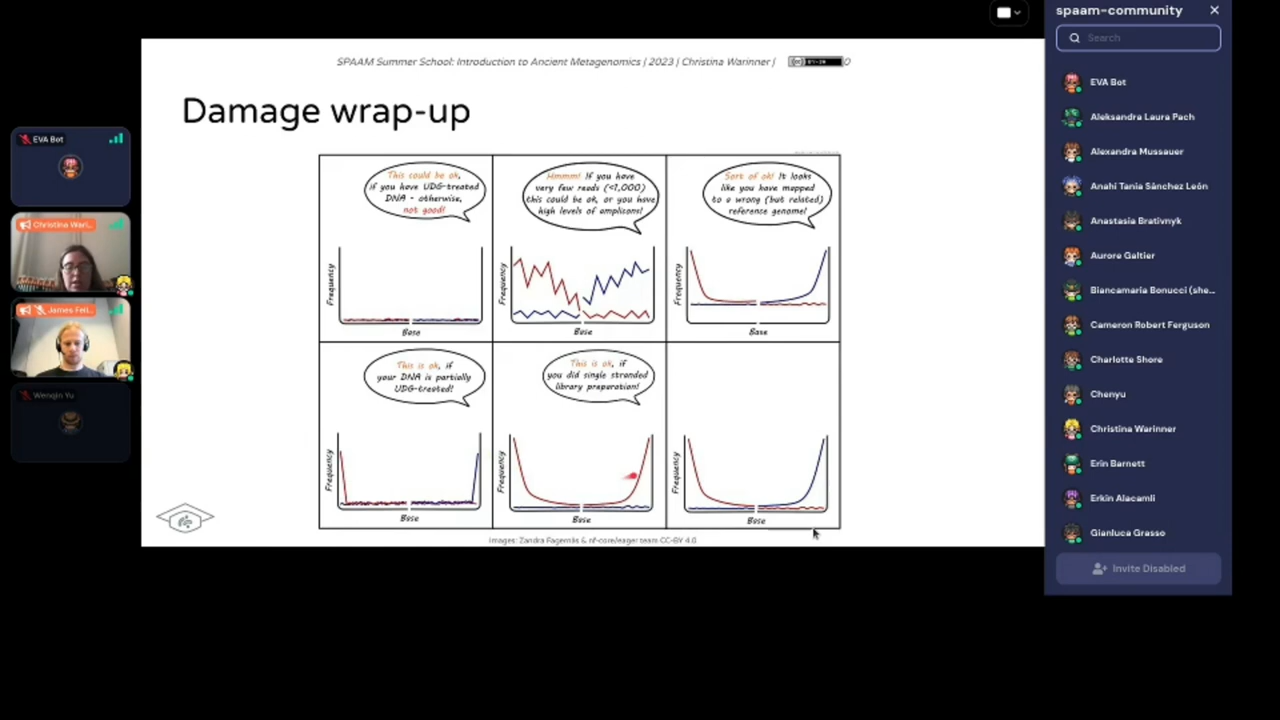 spaam-community
Search
EVA Bot
Aleksandra Laura Pach
Alexandra Mussauer
Anahí Tania Sánchez León
Anastasia Brativnyk
Aurore Galtier
Biancamaria Bonucci (she...
Cameron Robert Ferguson
Charlotte Shore
Chenyu
Christina Warinner
Erin Barnett
Erkin Alacamli
Gianluca Grasso
Invite Disabled
EVA Bot
Christina Wari...
James Fell...
Wenqin Yu
SPAAM Summer School: Introduction to Ancient Metagenomics | 2023 | Christina Warinner |
Damage wrap-up
This could be ok,
if you have UDG-treated
DNA - otherwise,
not good!
Frequency
Base
Hmmm! If you have
very few reads (<1,000)
this could be ok, or you have
high levels of amplicons!
Frequency
Base
Sort of ok! It looks
like you have mapped
to a wrong (but related)
reference genome!
Frequency
Base
This is ok, if
your DNA is partially
UDG-treated!
Frequency
Base
This is ok, if
you did single stranded
library preparation!
Frequency
Base
Frequency
Base
Images: Zandra Fagernäs & nf-core/eager team CC-BY 4.0